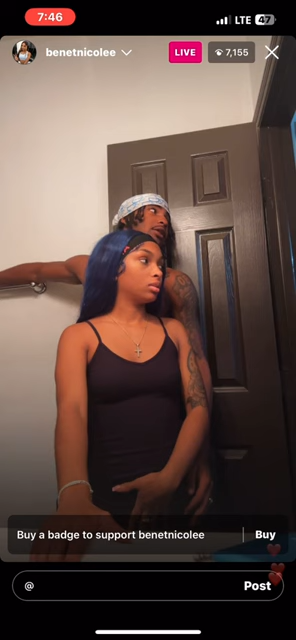 7:46
LTE 47
benetnicolee
LIVE
7,155
Buy a badge to support benetnicolee
Buy
@
Post